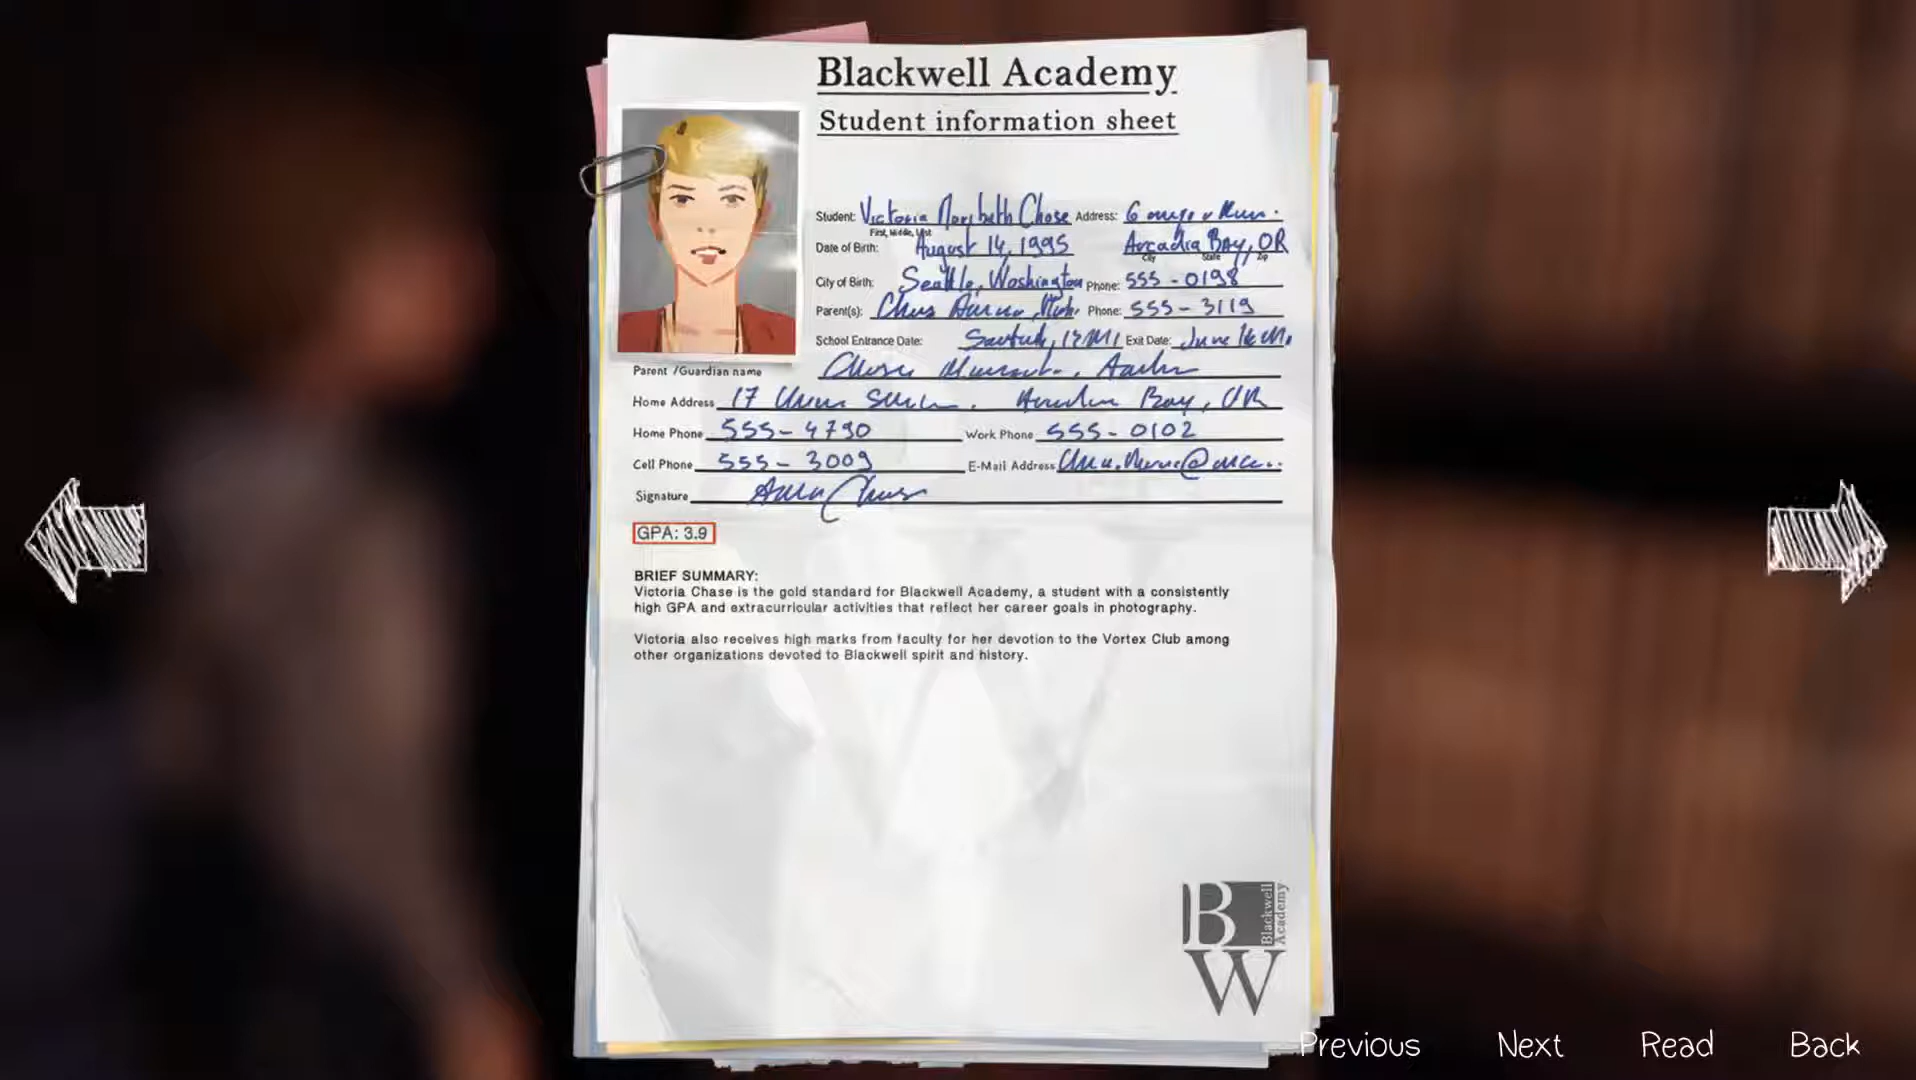 Blackwell Academy
Student information sheet
Student: Victoria Chase Address:
First, Middle, Last
Date of Birth: August 14, 1995 Arcadia Bay, OR
City State Zip
City of Birth: Seattle, Washington Phone: 555-0198
Parent(s): Phone: 555-3119
School Entrance Date: Exit Date: June
Parent /Guardian name
Home Address 17 Bay, OR
Home Phone 555-4790 Work Phone 555-0102
Cell Phone 555-3009 E-Mail Address
Signature
GPA: 3.9
BRIEF SUMMARY:
Victoria Chase is the gold standard for Blackwell Academy, a student with a consistently
high GPA and extracurricular activities that reflect her career goals in photography.
Victoria also receives high marks from faculty for her devotion to the Vortex Club among
other organizations devoted to Blackwell spirit and history.
B Blackwell Academy
W
Previous Next Read Back